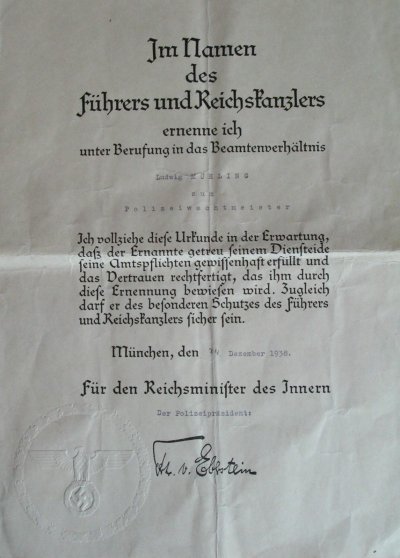 Im Namen
des
Führers und Reichskanzlers
ernenne ich
unter Berufung in das Beamtenverhältnis
Ludwig MÜHLING
zum
Polizeiwachtmeister
Ich vollziehe diese Urkunde in der Erwartung,
daß der Ernannte getreu seinem Diensteide
seine Amtspflichten gewissenhaft erfüllt und
das Vertrauen rechtfertigt, das ihm durch
diese Ernennung bewiesen wird. Zugleich
darf er des besonderen Schutzes des Führers
und Reichskanzlers sicher sein.
München, den Dezember 1938.
Für den Reichsminister des Innern
Der Polizeipräsident:
v. Eberstein